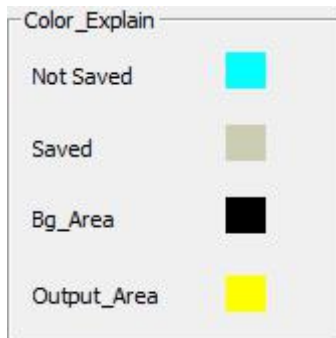 Color_Explain
Not Saved
Saved
Bg_Area
Output_Area